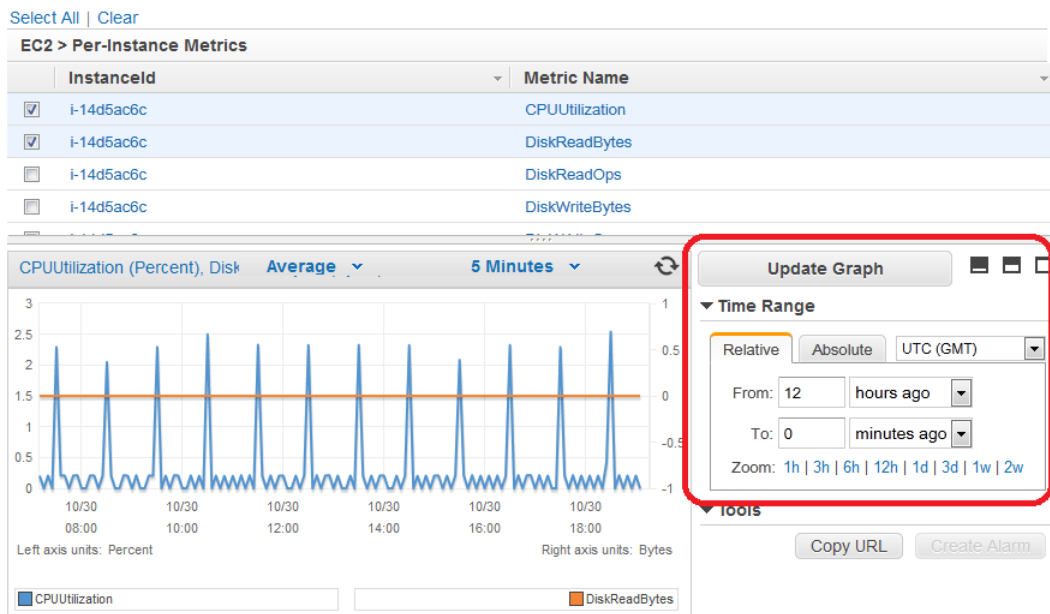 Select All | Clear
EC2 > Per-Instance Metrics
InstanceId Metric Name
i-14d5ac6c CPUUtilization
i-14d5ac6c DiskReadBytes
i-14d5ac6c DiskReadOps
i-14d5ac6c DiskWriteBytes
CPUUtilization (Percent), Disk Average 5 Minutes
Update Graph
Time Range
Relative Absolute UTC (GMT)
From: 12 hours ago
To: 0 minutes ago
Zoom: 1h | 3h | 6h | 12h | 1d | 3d | 1w | 2w
Tools
Copy URL Create Alarm
3 1
2.5 0.5
2
1.5 0
1 -0.5
0.5
0 -1
10/30 10/30 10/30 10/30 10/30 10/30
08:00 10:00 12:00 14:00 16:00 18:00
Left axis units: Percent Right axis units: Bytes
CPUUtilization DiskReadBytes